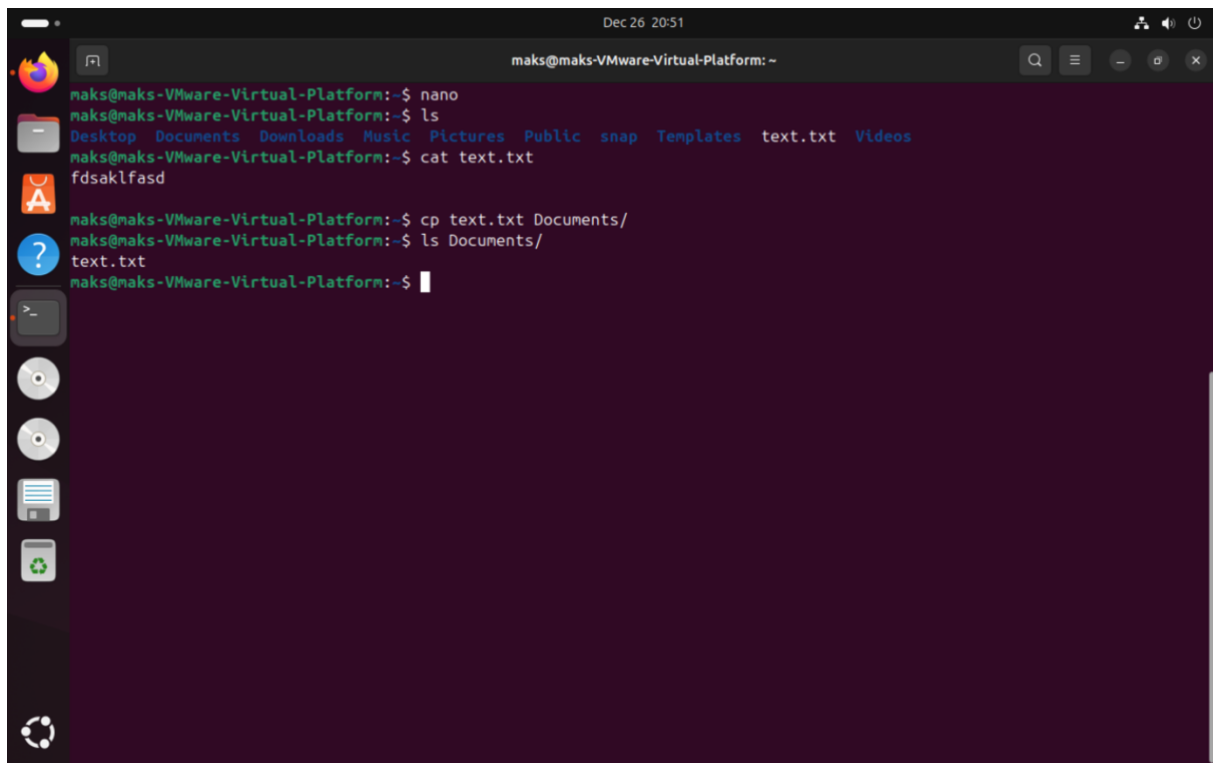 Dec 26 20:51
maks@maks-VMware-Virtual-Platform: ~
maks@maks-VMware-Virtual-Platform:~$ nano
maks@maks-VMware-Virtual-Platform:~$ ls
Desktop Documents Downloads Music Pictures Public snap Templates text.txt Videos
maks@maks-VMware-Virtual-Platform:~$ cat text.txt
fdsaklfasd
maks@maks-VMware-Virtual-Platform:~$ cp text.txt Documents/
maks@maks-VMware-Virtual-Platform:~$ ls Documents/
text.txt
maks@maks-VMware-Virtual-Platform:~$